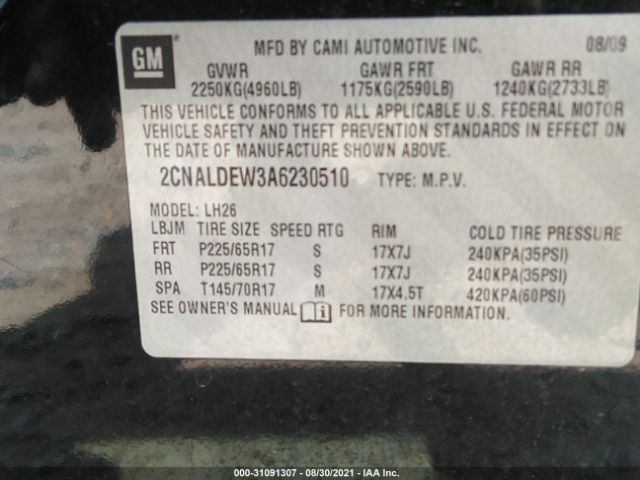 GM
MFD BY CAMI AUTOMOTIVE INC. 08/09
GVWR GAWR FRT GAWR RR
2250KG(4960LB) 1175KG(2590LB) 1240KG(2733LB)
THIS VEHICLE CONFORMS TO ALL APPLICABLE U.S. FEDERAL MOTOR
VEHICLE SAFETY AND THEFT PREVENTION STANDARDS IN EFFECT ON
THE DATE OF MANUFACTURE SHOWN ABOVE.
2CNALDEW3A6230510 TYPE: M.P.V.
MODEL: LH26
LBJM TIRE SIZE SPEED RTG RIM COLD TIRE PRESSURE
FRT P225/65R17 S 17X7J 240KPA(35PSI)
RR P225/65R17 S 17X7J 240KPA(35PSI)
SPA T145/70R17 M 17X4.5T 420KPA(60PSI)
SEE OWNER'S MANUAL FOR MORE INFORMATION.
000-31091307 - 08/30/2021 - IAA Inc.